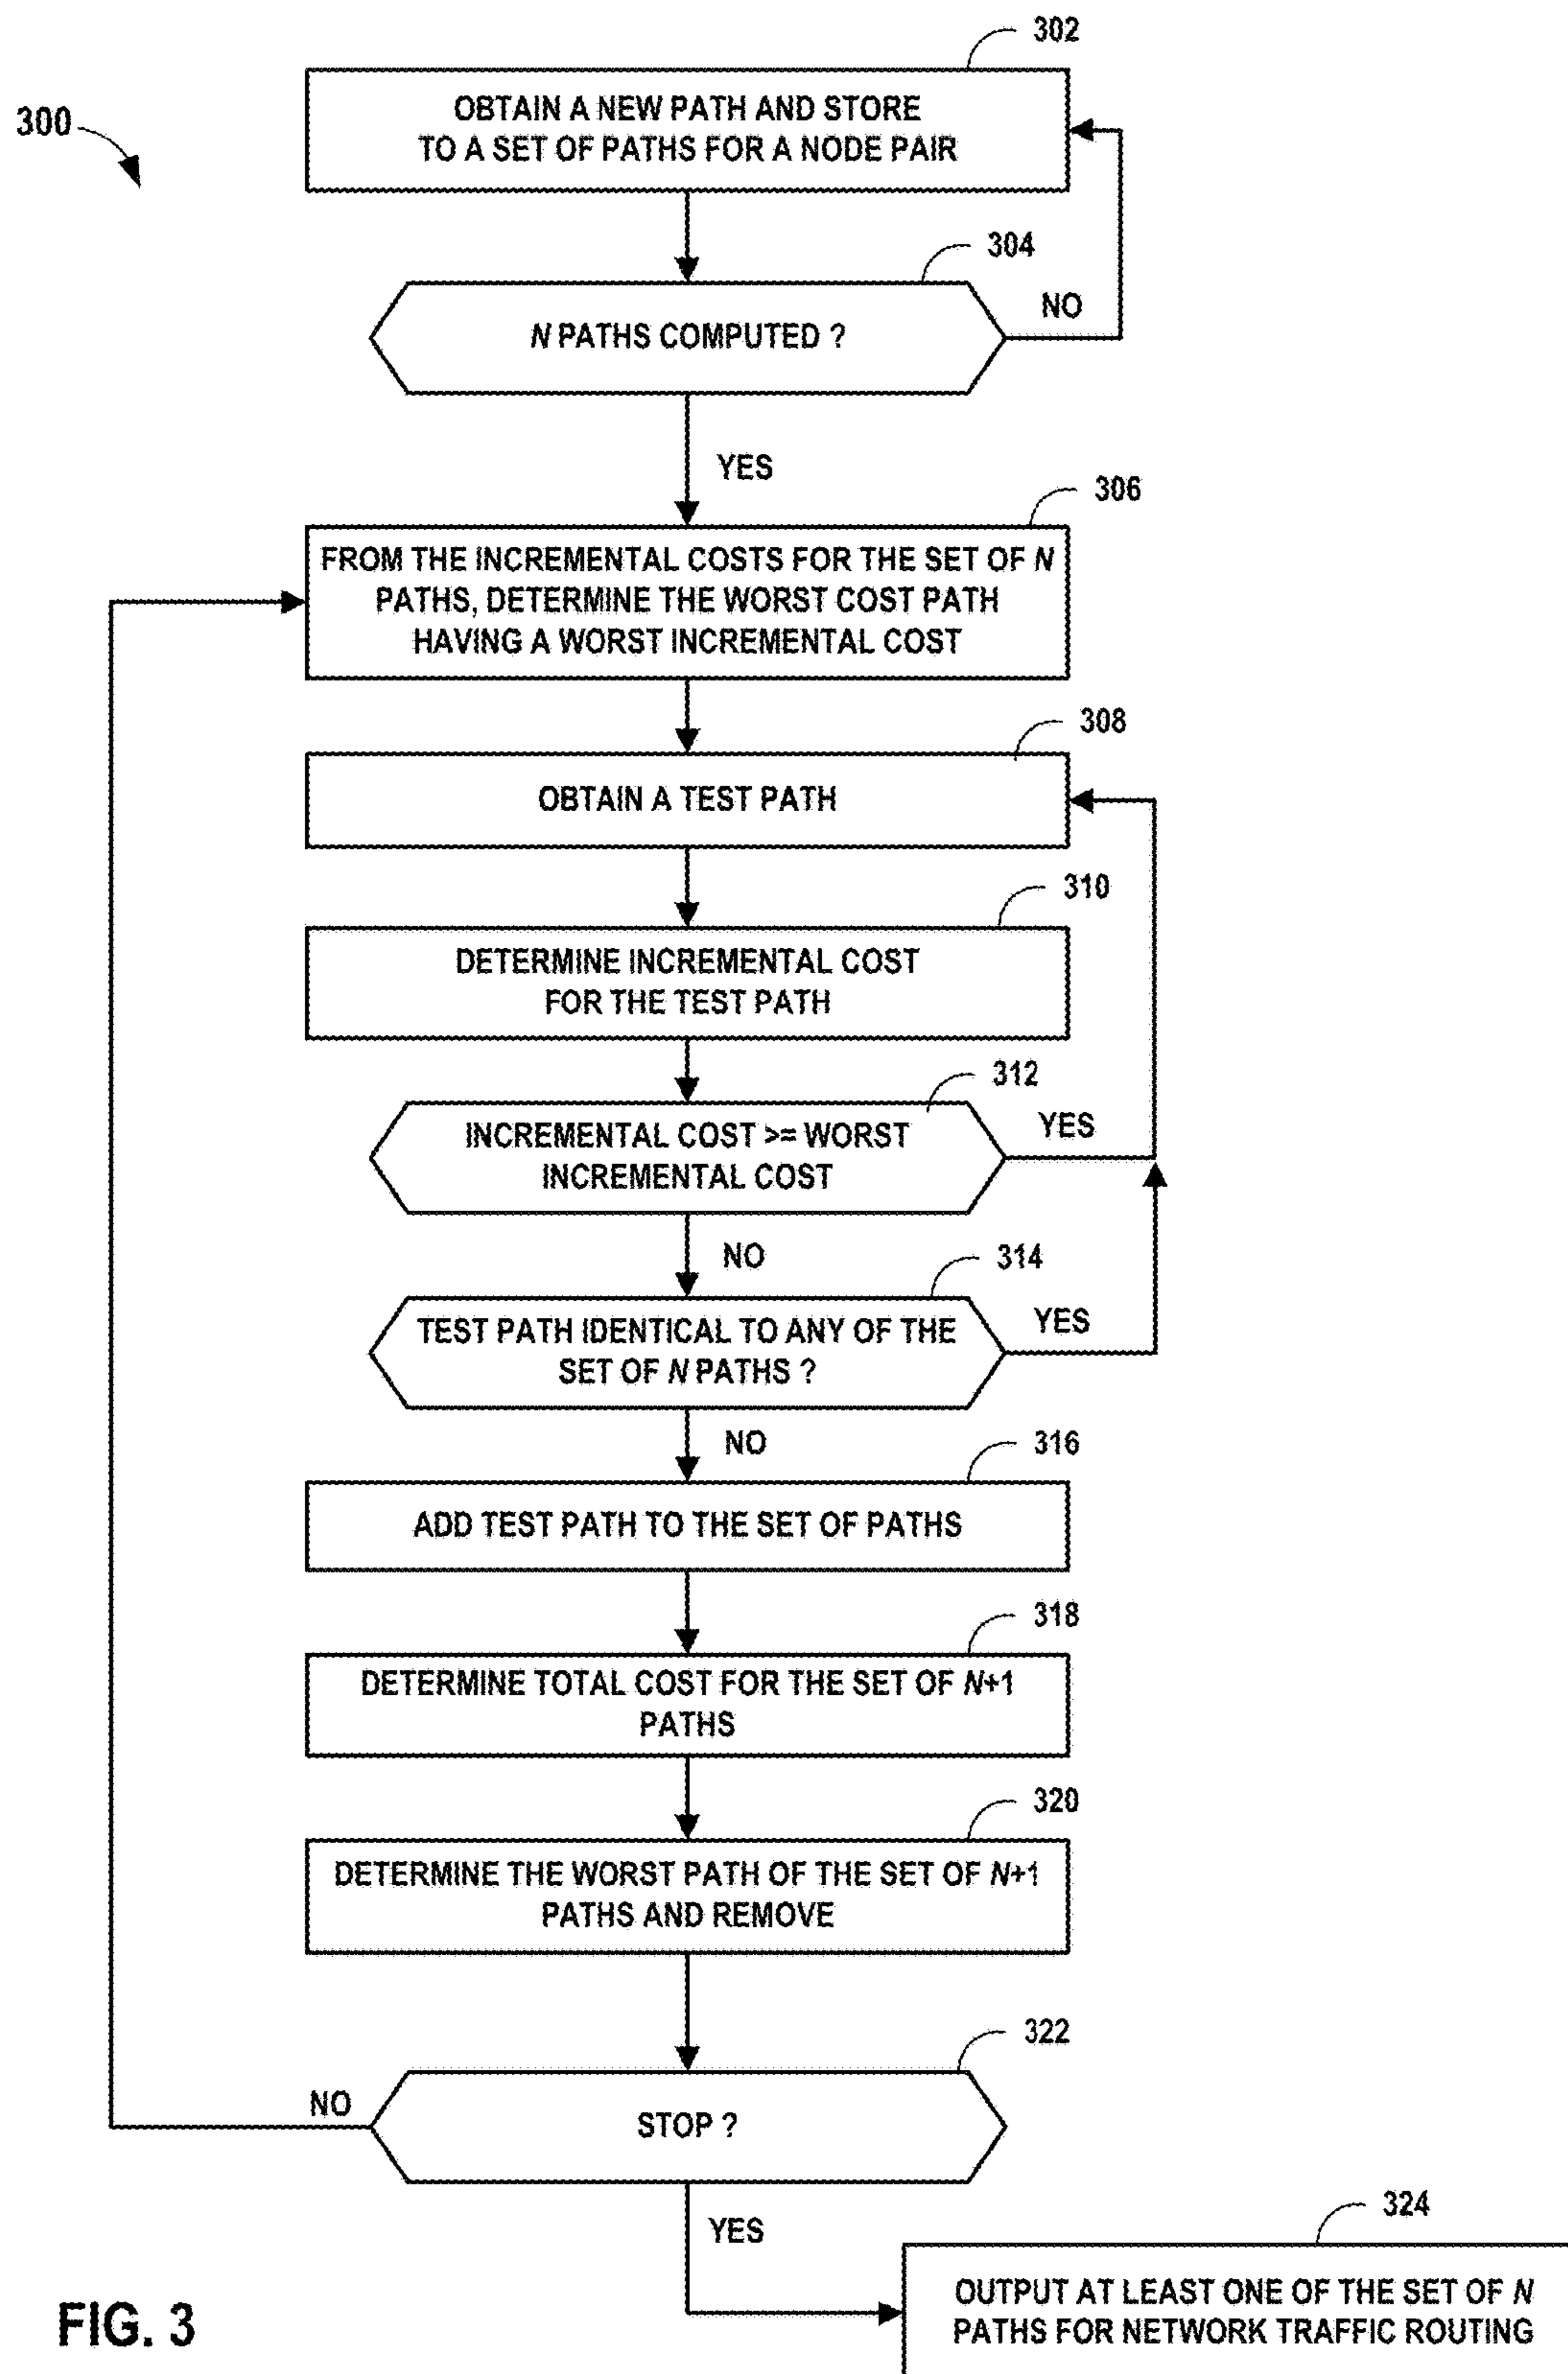 302
300
OBTAIN A NEW PATH AND STORE
TO A SET OF PATHS FOR A NODE PAIR
304
N PATHS COMPUTED ?
NO
YES
306
FROM THE INCREMENTAL COSTS FOR THE SET OF N
PATHS, DETERMINE THE WORST COST PATH
HAVING A WORST INCREMENTAL COST
308
OBTAIN A TEST PATH
310
DETERMINE INCREMENTAL COST
FOR THE TEST PATH
312
INCREMENTAL COST >= WORST
INCREMENTAL COST
YES
NO
314
TEST PATH IDENTICAL TO ANY OF THE
SET OF N PATHS ?
YES
NO
316
ADD TEST PATH TO THE SET OF PATHS
318
DETERMINE TOTAL COST FOR THE SET OF N+1
PATHS
320
DETERMINE THE WORST PATH OF THE SET OF N+1
PATHS AND REMOVE
322
NO
STOP ?
YES
324
OUTPUT AT LEAST ONE OF THE SET OF N
PATHS FOR NETWORK TRAFFIC ROUTING
FIG. 3